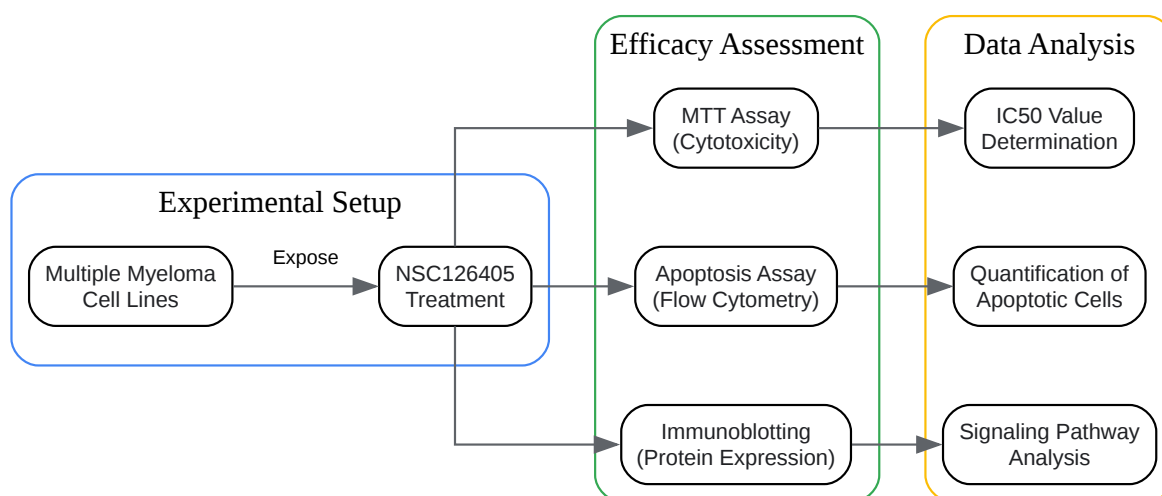 Efficacy Assessment
Data Analysis
MTT Assay
(Cytotoxicity)
IC50 Value
Determination
Experimental Setup
Multiple Myeloma
Cell Lines
Expose
NSC126405
Treatment
Apoptosis Assay
(Flow Cytometry)
Quantification of
Apoptotic Cells
Immunoblotting
(Protein Expression)
Signaling Pathway
Analysis